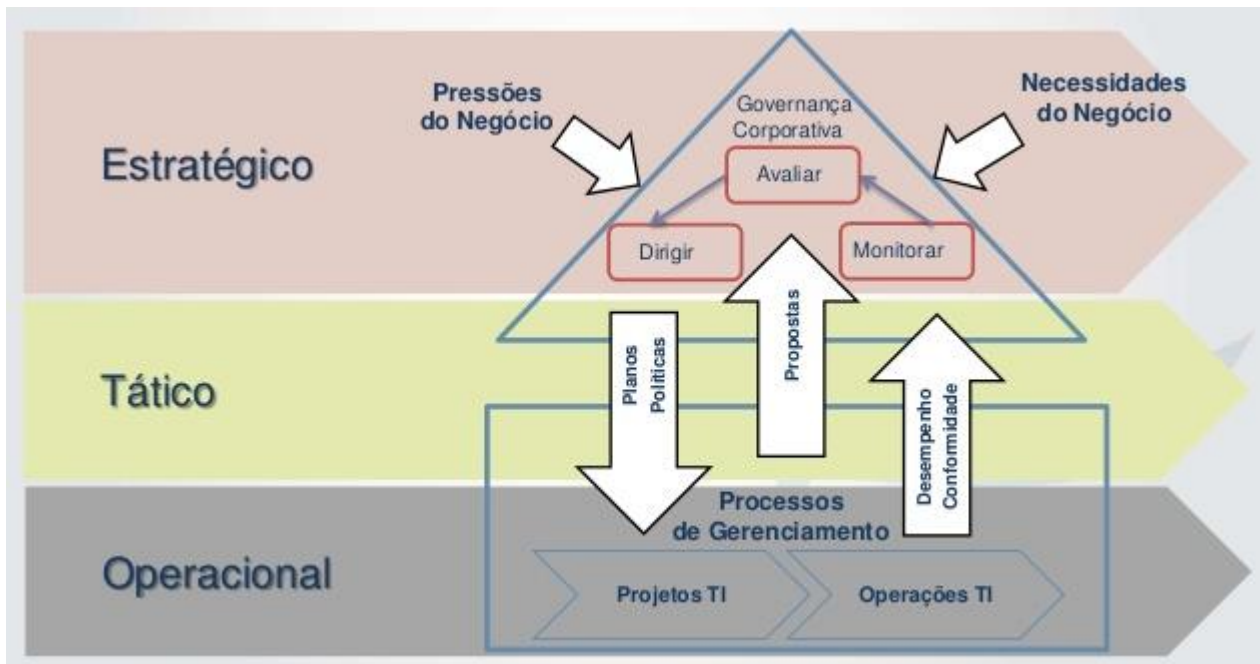 Estratégico
Pressões
do Negócio
Governança
Corporativa
Necessidades
do Negócio
Avaliar
Dirigir
Monitorar
Tático
Planos
Políticas
Propostas
Desempenho
Conformidade
Operacional
Processos
de Gerenciamento
Projetos TI
Operações TI